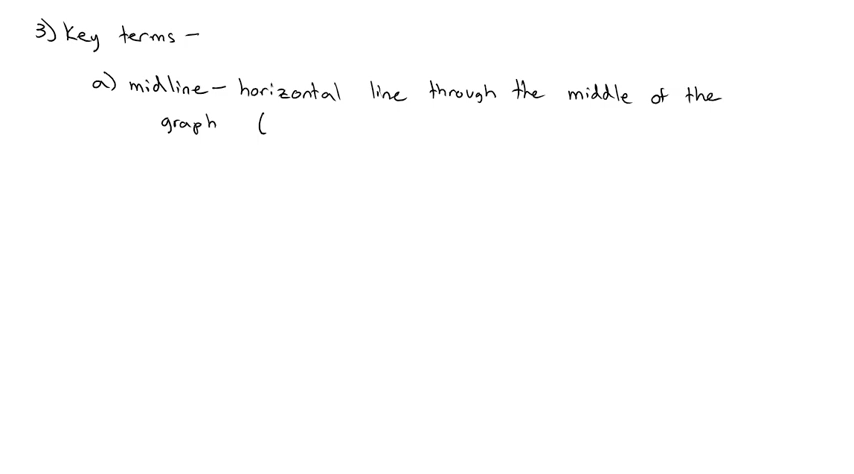 3) Key terms -
a) midline - horizontal line through the middle of the
graph (